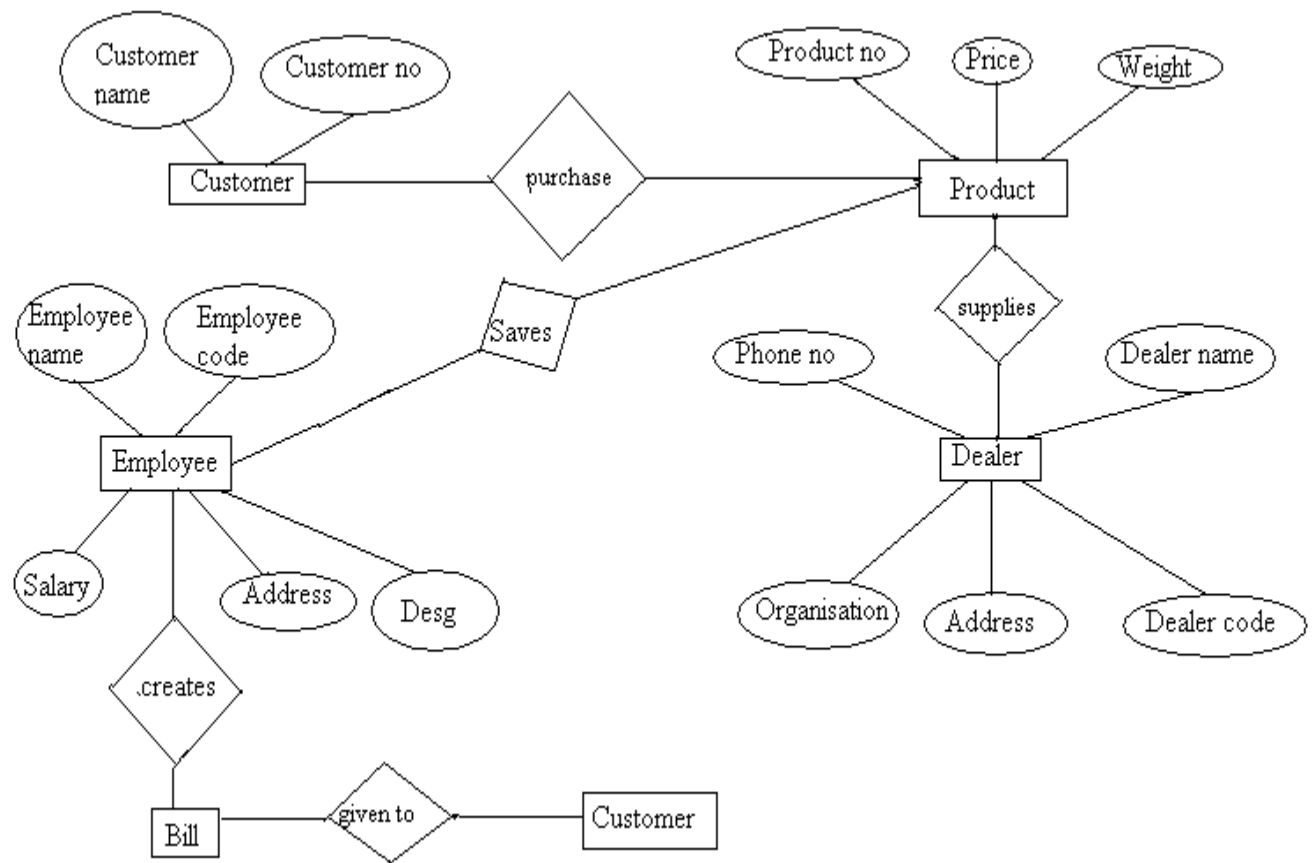 Customer
name
Customer no
Product no
Price
Weight
Customer
purchase
Product
Employee
name
Employee
code
Saves
supplies
Phone no
Dealer name
Employee
Dealer
Salary
Address
Desg
Organisation
Address
Dealer code
.creates
Bill
given to
Customer